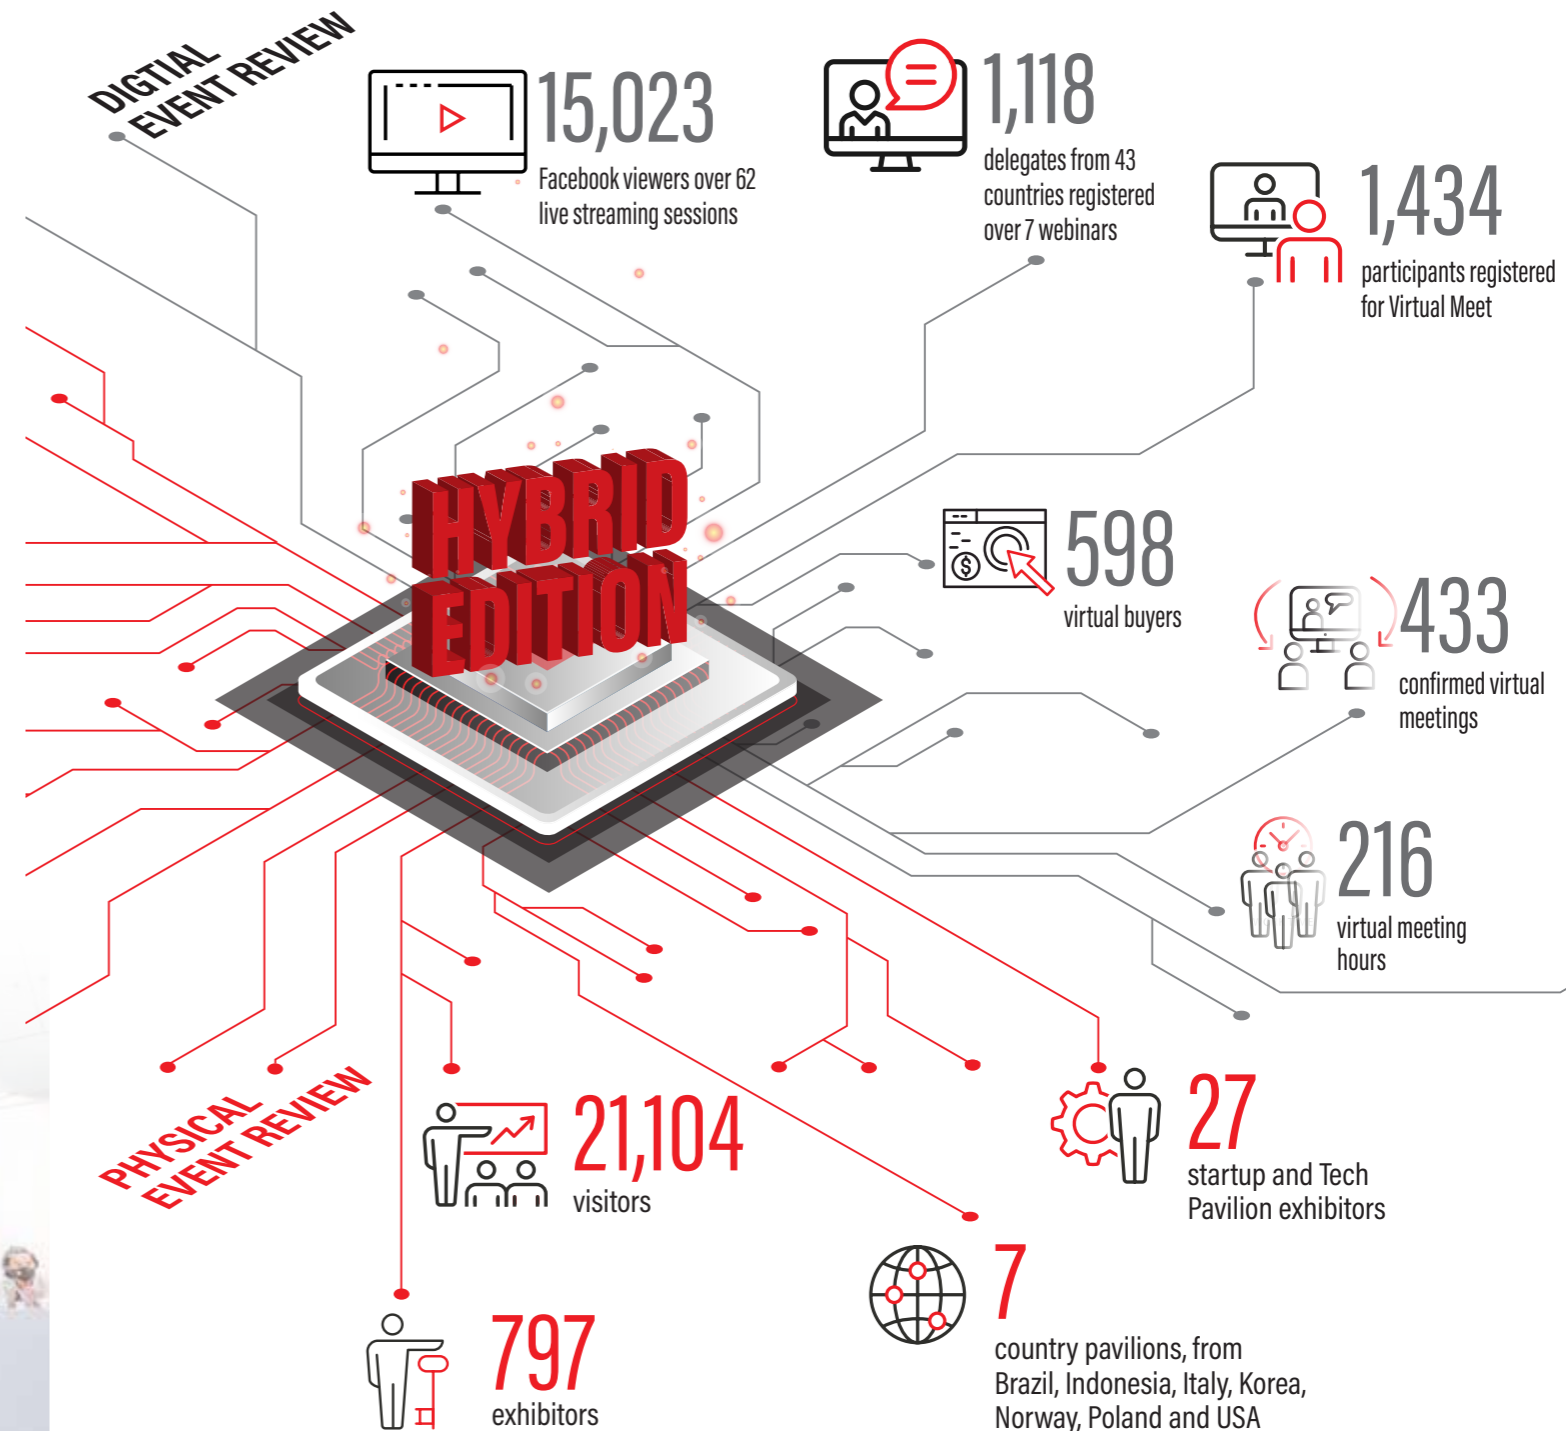 DIGTIAL
EVENT REVIEW
15,023
Facebook viewers over 62
live streaming sessions
1,118
delegates from 43
countries registered
over 7 webinars
1,434
participants registered
for Virtual Meet
HYBRID
EDITION
$
598
virtual buyers
433
confirmed virtual
meetings
216
virtual meeting
hours
PHYSICAL
EVENT REVIEW
21,104
visitors
27
startup and Tech
Pavilion exhibitors
797
exhibitors
7
country pavilions, from
Brazil, Indonesia, Italy, Korea,
Norway, Poland and USA